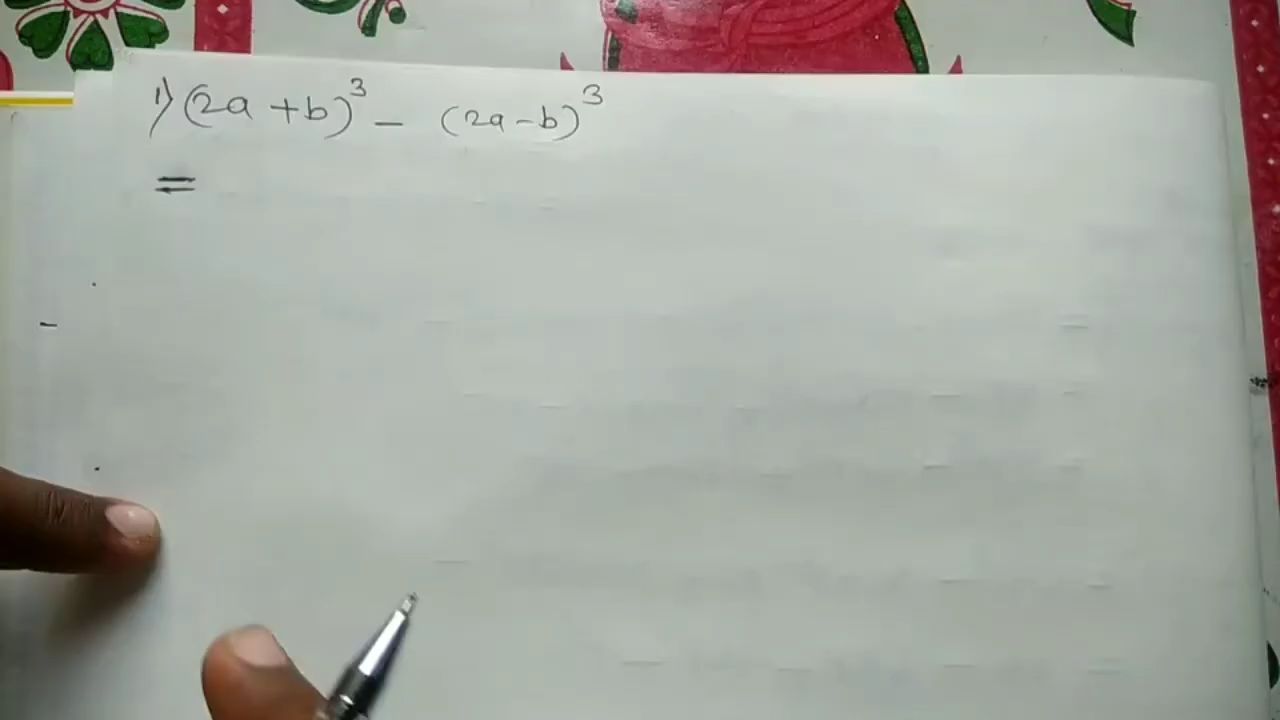 1) (2a + b)³ - (2a - b)³
=